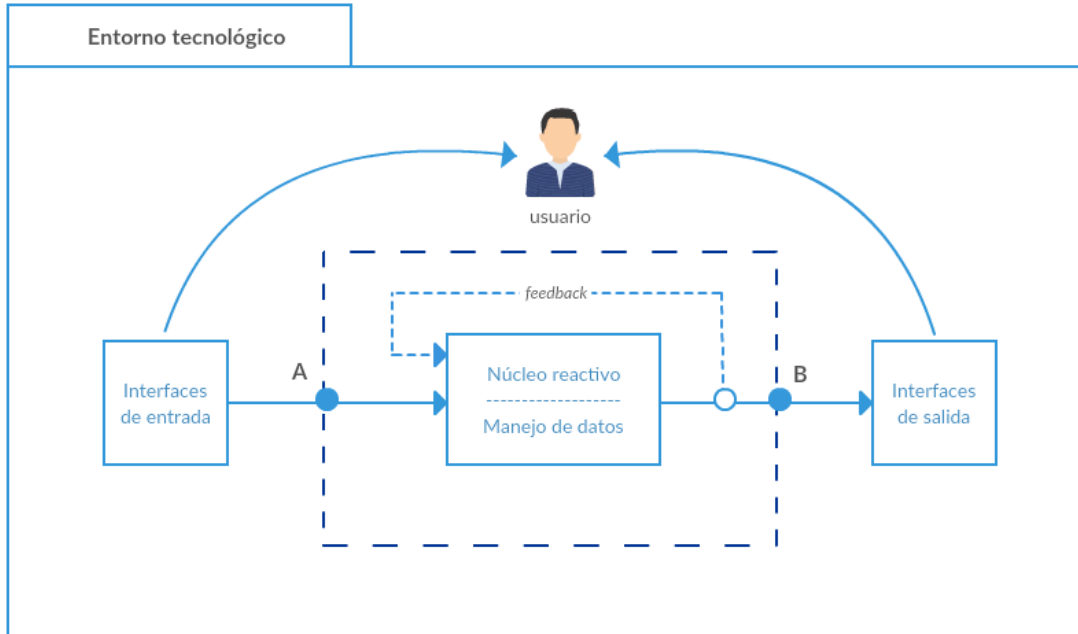 Entorno tecnológico
usuario
feedback
A
B
Interfaces
de entrada
Núcleo reactivo
Manejo de datos
Interfaces
de salida